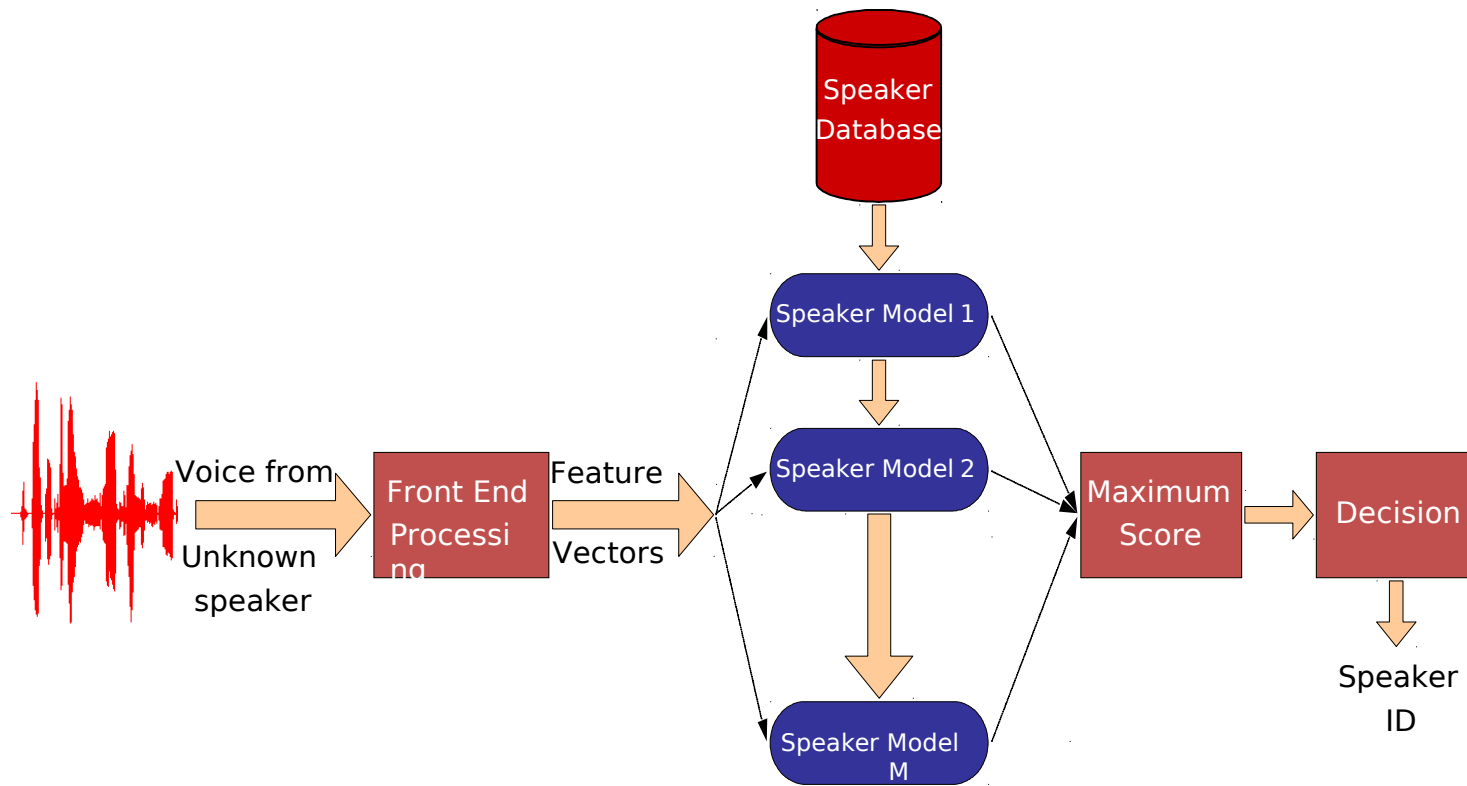 Speaker
Database
Speaker Model 1
Voice from
Unknown
speaker
Front End
Processi
ng
Feature
Vectors
Speaker Model 2
Speaker Model
M
Maximum
Score
Decision
Speaker
ID